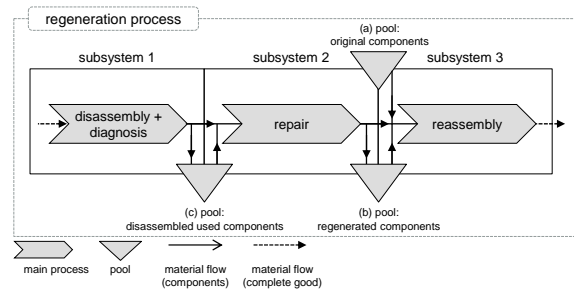 regeneration process
(a) pool:
original components
subsystem 1
subsystem 2
subsystem 3
disassembly +
diagnosis
repair
reassembly
(c) pool:
disassembled used components
(b) pool:
regenerated components
main process
pool
material flow
(components)
material flow
(complete good)